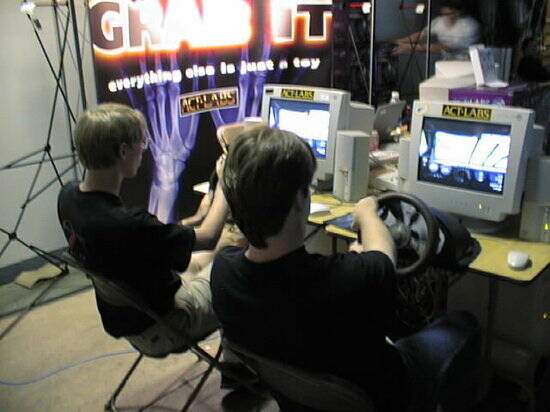 GRAB IT
everything else is just a toy
ACT-LABS
ACT-LABS
ACT-LABS